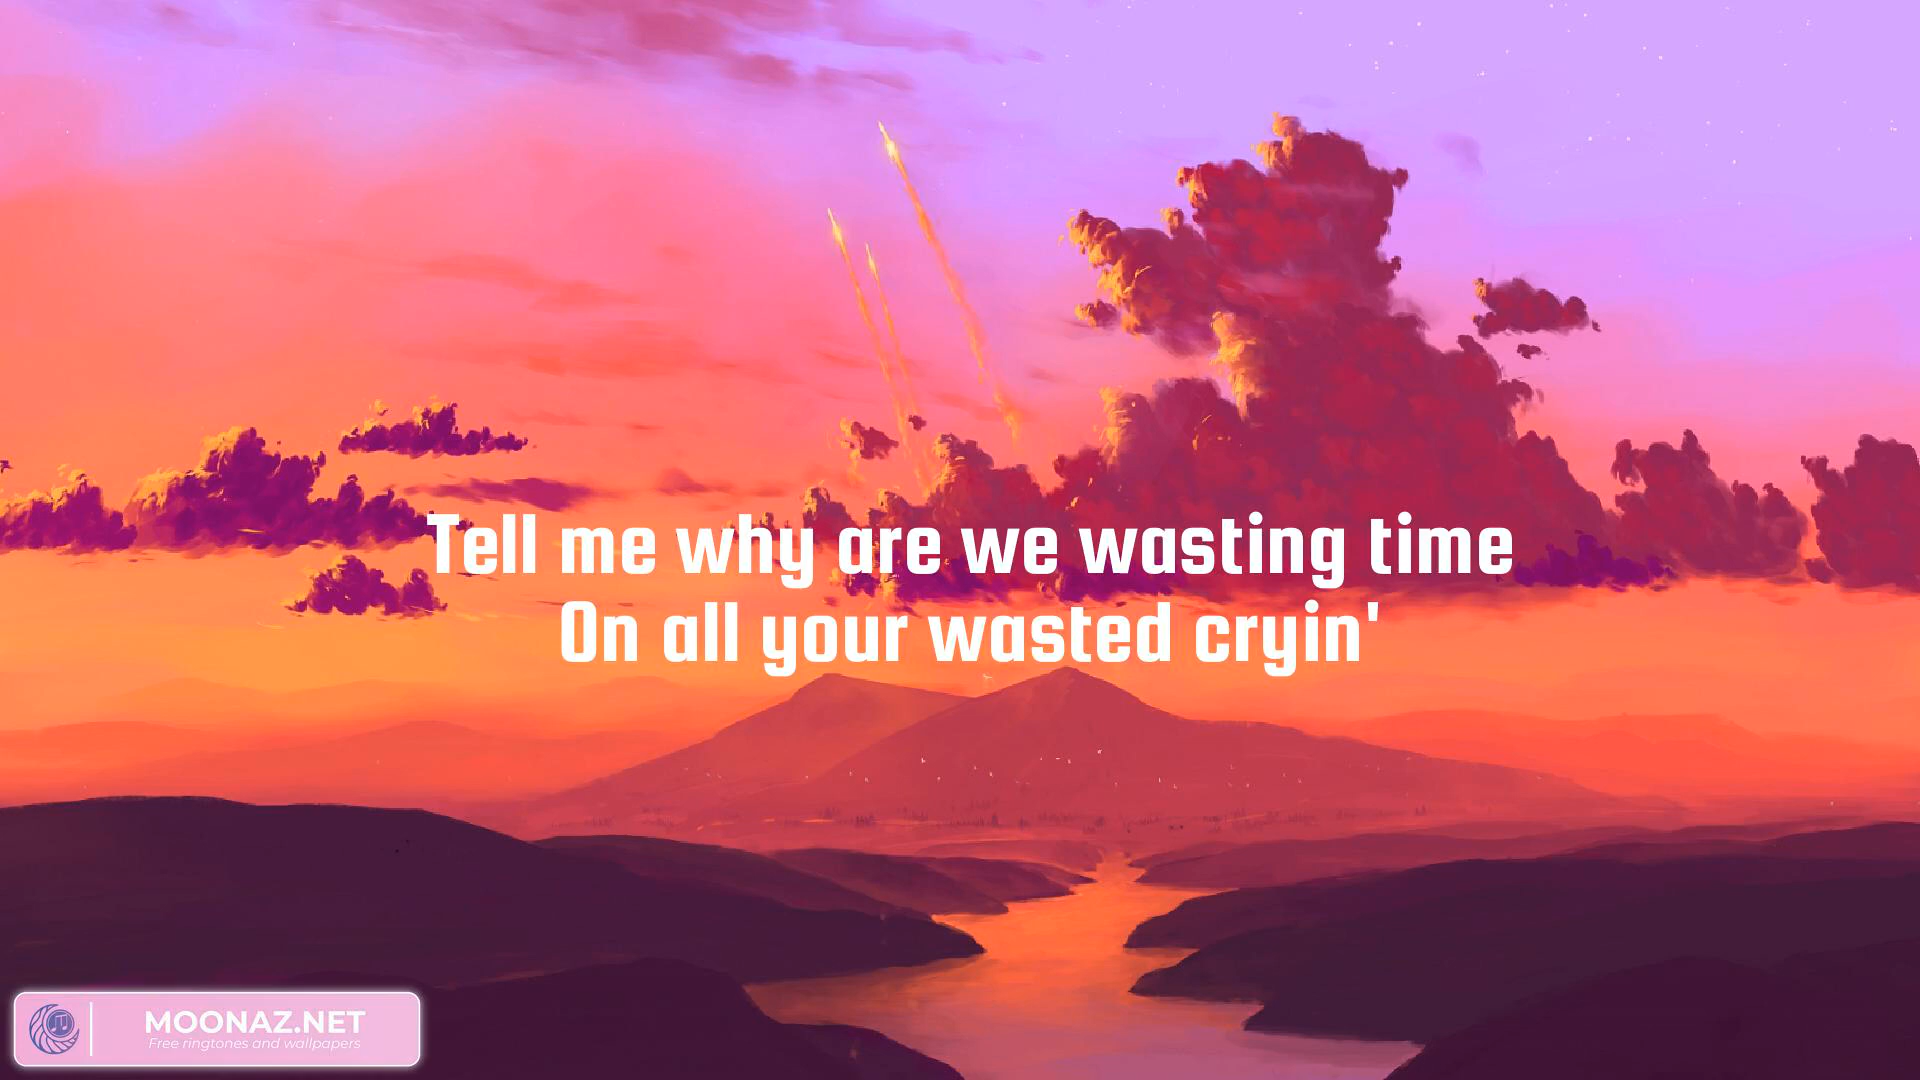 Tell me why are we wasting time
On all your wasted cryin'
MOONAZ.NET
Free ringtones and wallpapers